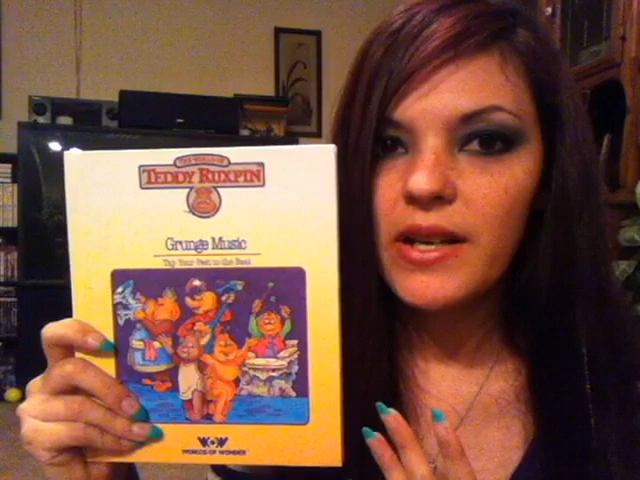 THE WORLD OF
TEDDY RUXPIN
Grunge Music
Tap Your Feet to the Beat
WOW
WORLDS OF WONDER